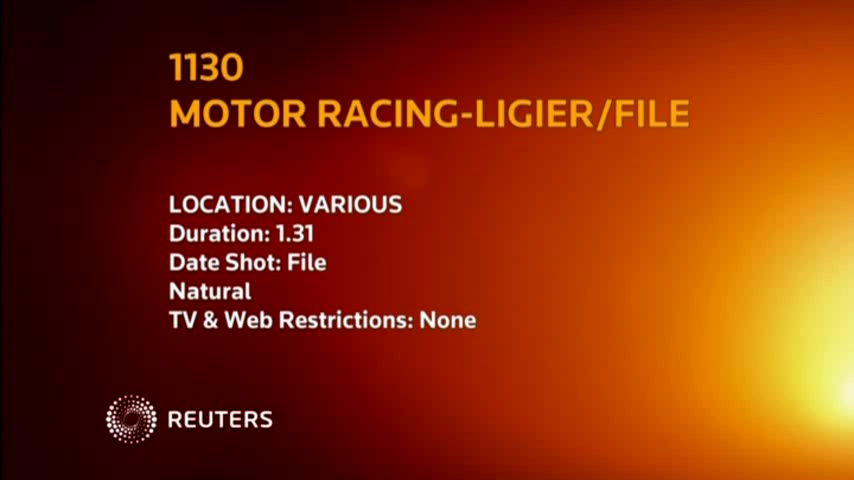 1130
MOTOR RACING-LIGIER/FILE
LOCATION: VARIOUS
Duration: 1.31
Date Shot: File
Natural
TV & Web Restrictions: None
REUTERS